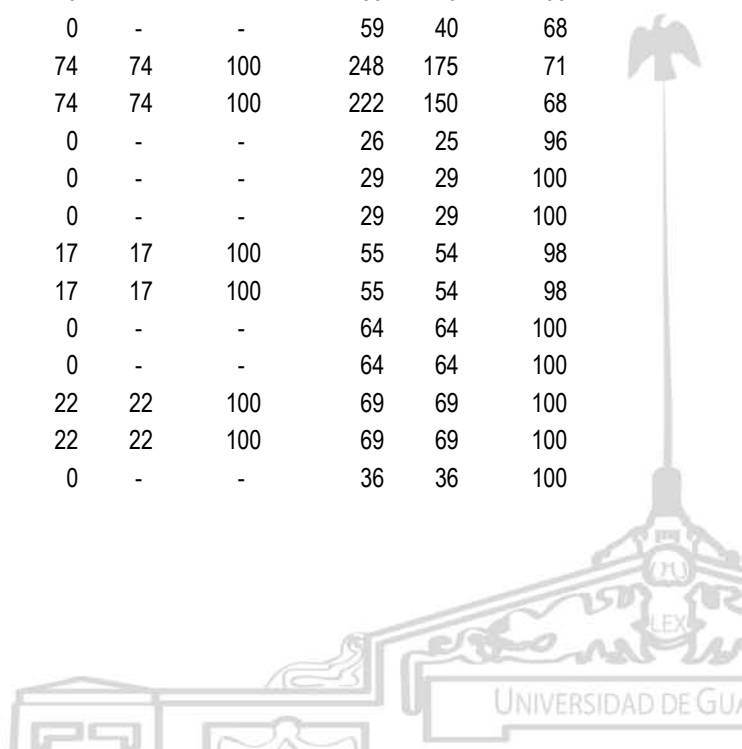 0 - - 59 40 68
74 74 100 248 175 71
74 74 100 222 150 68
0 - - 26 25 96
0 - - 29 29 100
0 - - 29 29 100
17 17 100 55 54 98
17 17 100 55 54 98
0 - - 64 64 100
0 - - 64 64 100
22 22 100 69 69 100
22 22 100 69 69 100
0 - - 36 36 100
LEX
UNIVERSIDAD DE